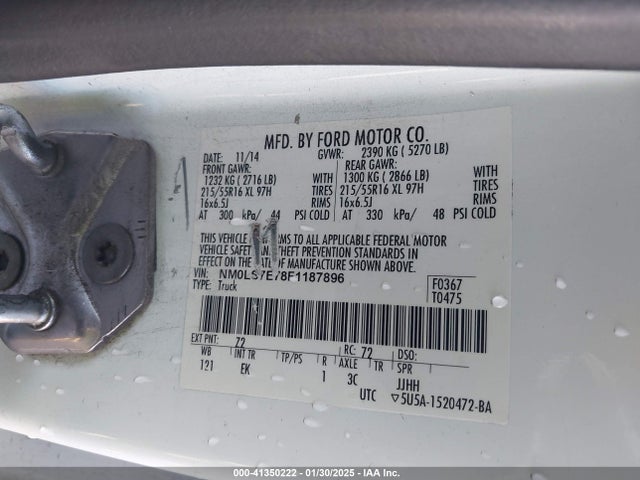 MFD. BY FORD MOTOR CO.
DATE: 11/14 GVWR: 2390 KG ( 5270 LB)
FRONT GAWR: REAR GAWR:
1232 KG ( 2716 LB) WITH 1300 KG ( 2866 LB) WITH
215/55R16 XL 97H TIRES 215/55R16 XL 97H TIRES
16x6.5J RIMS 16x6.5J RIMS
AT 300 kPa/ 44 PSI COLD AT 330 kPa/ 48 PSI COLD
THIS VEHICLE CONFORMS TO ALL APPLICABLE FEDERAL MOTOR
VEHICLE SAFETY AND THEFT PREVENTION STANDARDS IN
EFFECT ON THE DATE OF MANUFACTURE SHOWN ABOVE.
VIN: NM0LS7E78F1187896 F0367
TYPE: Truck T0475
EXT PNT: Z2 RC: 72 DSO:
WB INT TR TP/PS R AXLE TR SPR
121 EK 1 3C JJHH
UTC ▽5U5A-1520472-BA
000-41350222 - 01/30/2025 - IAA Inc.